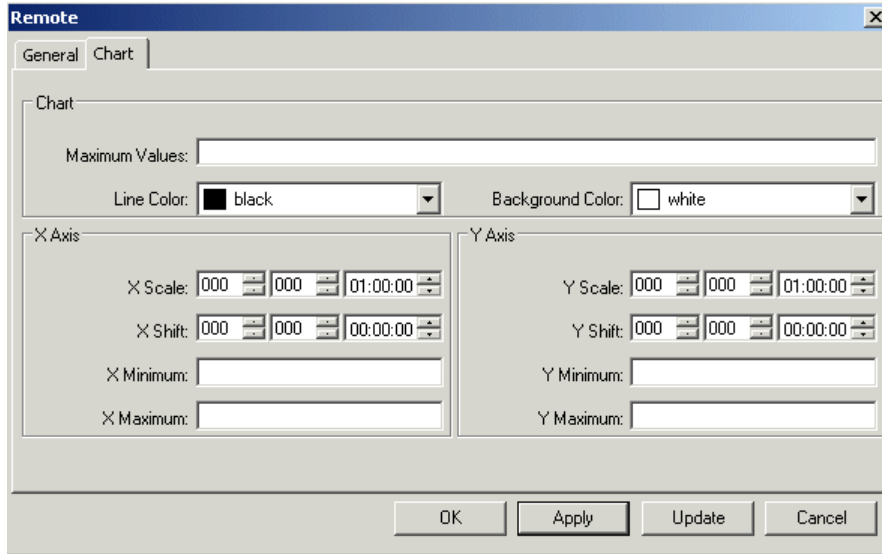 Remote
General Chart
Chart
Maximum Values:
Line Color: black Background Color: white
X Axis Y Axis
X Scale: 000 000 01:00:00 Y Scale: 000 000 01:00:00
X Shift: 000 000 00:00:00 Y Shift: 000 000 00:00:00
X Minimum: Y Minimum:
X Maximum: Y Maximum:
OK Apply Update Cancel